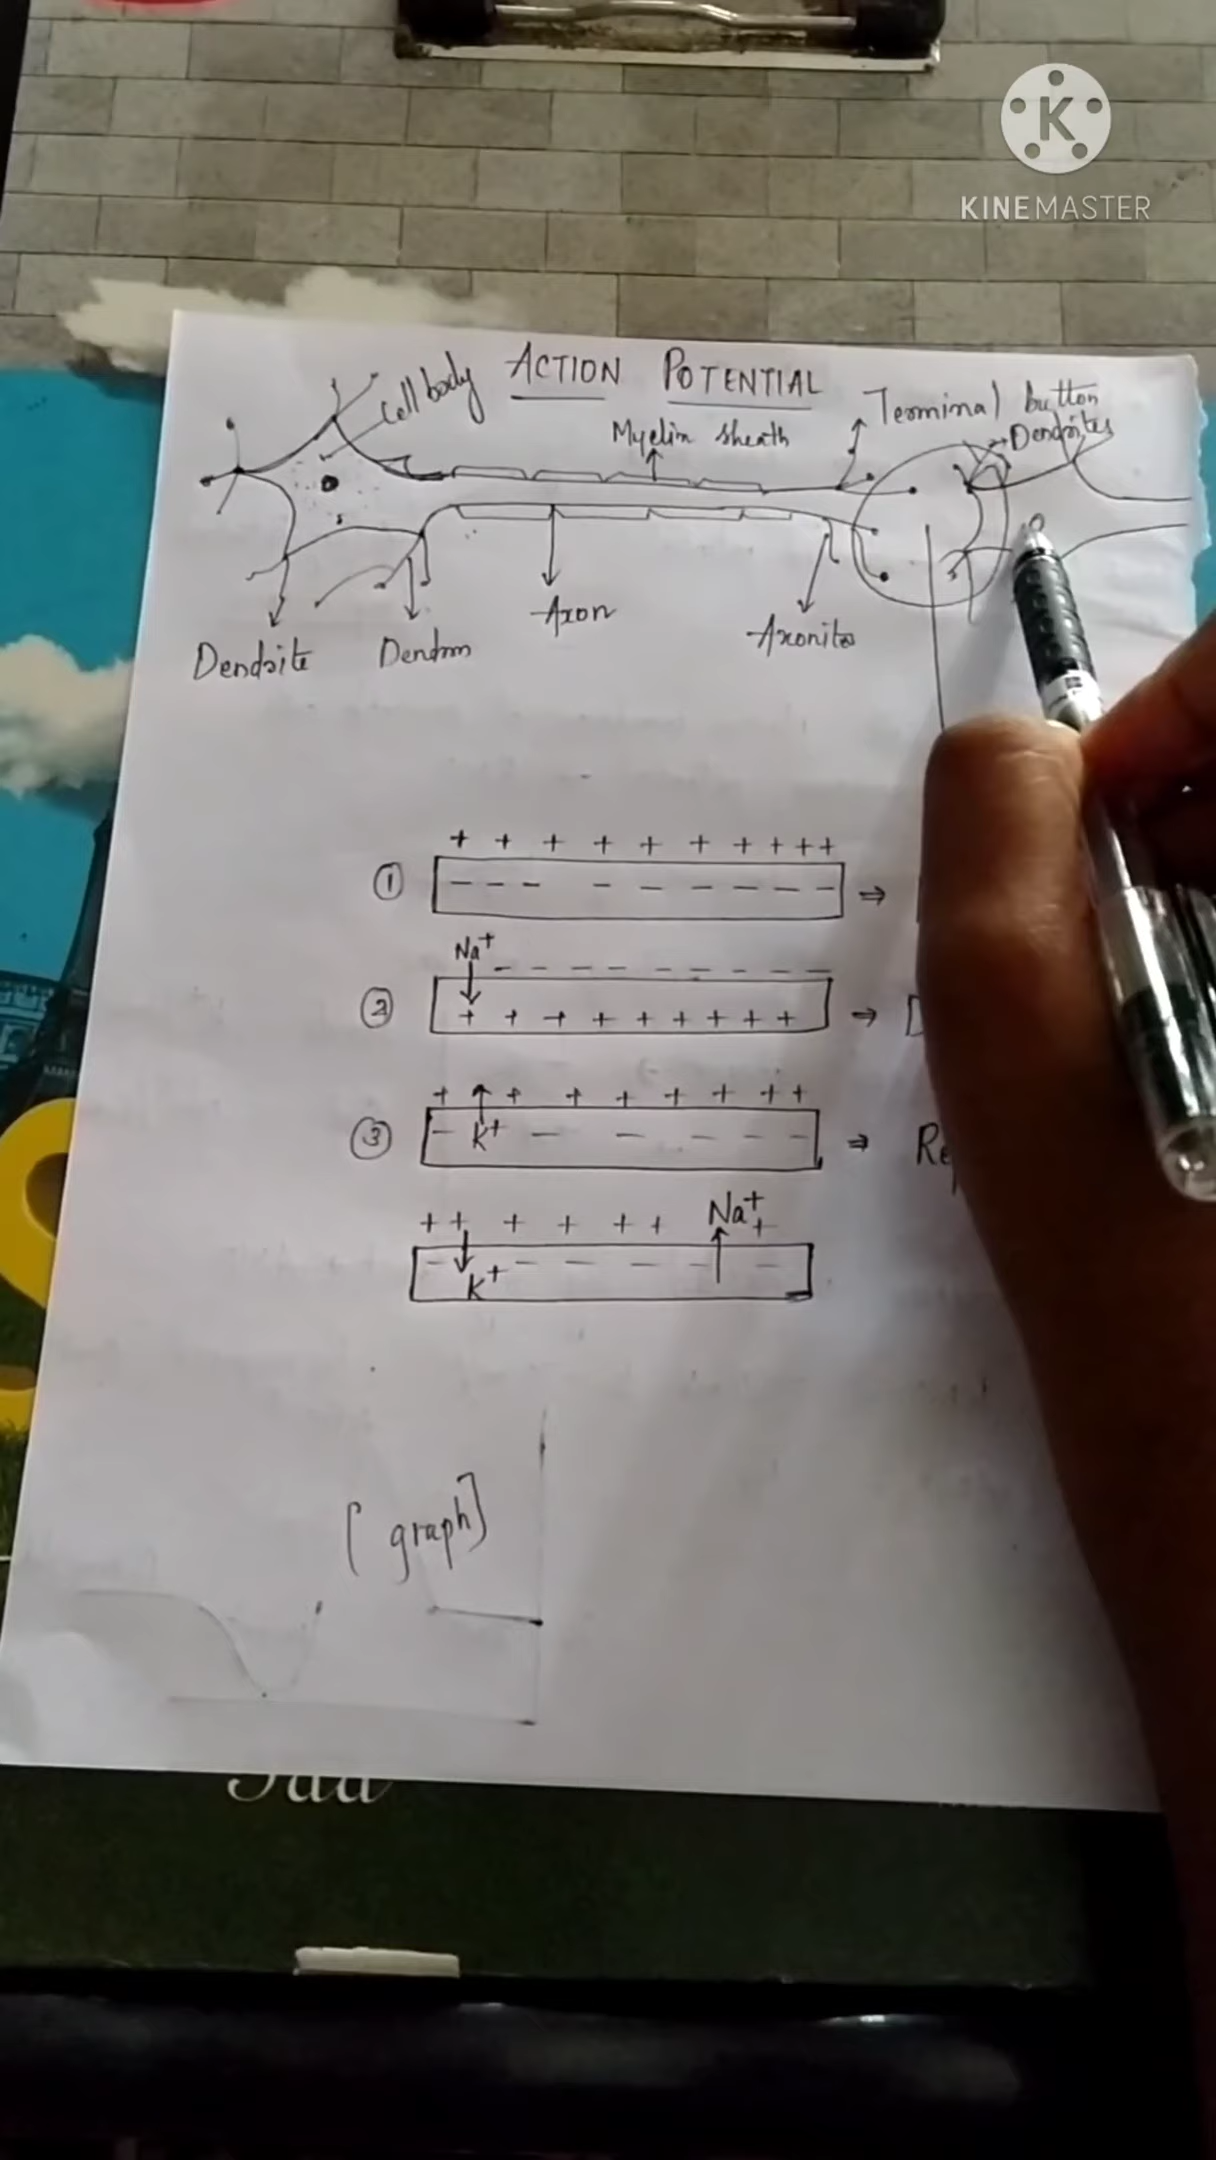 K
KINEMASTER
ACTION POTENTIAL
Cell body
Myelin sheath
Terminal button
Dendrites
Axon
Axonites
Dendrite
Dendron
+ + + + + + + + + +
① - - - - - - - - - ⇒
Na⁺ - - - - - - - - -
② + + + + + + + + + ⇒ D
+ + + + + + + +
③ - K⁺ - - - - - ⇒ Re
+ + + + + + Na⁺ +
- K⁺ - - - - -
[graph]